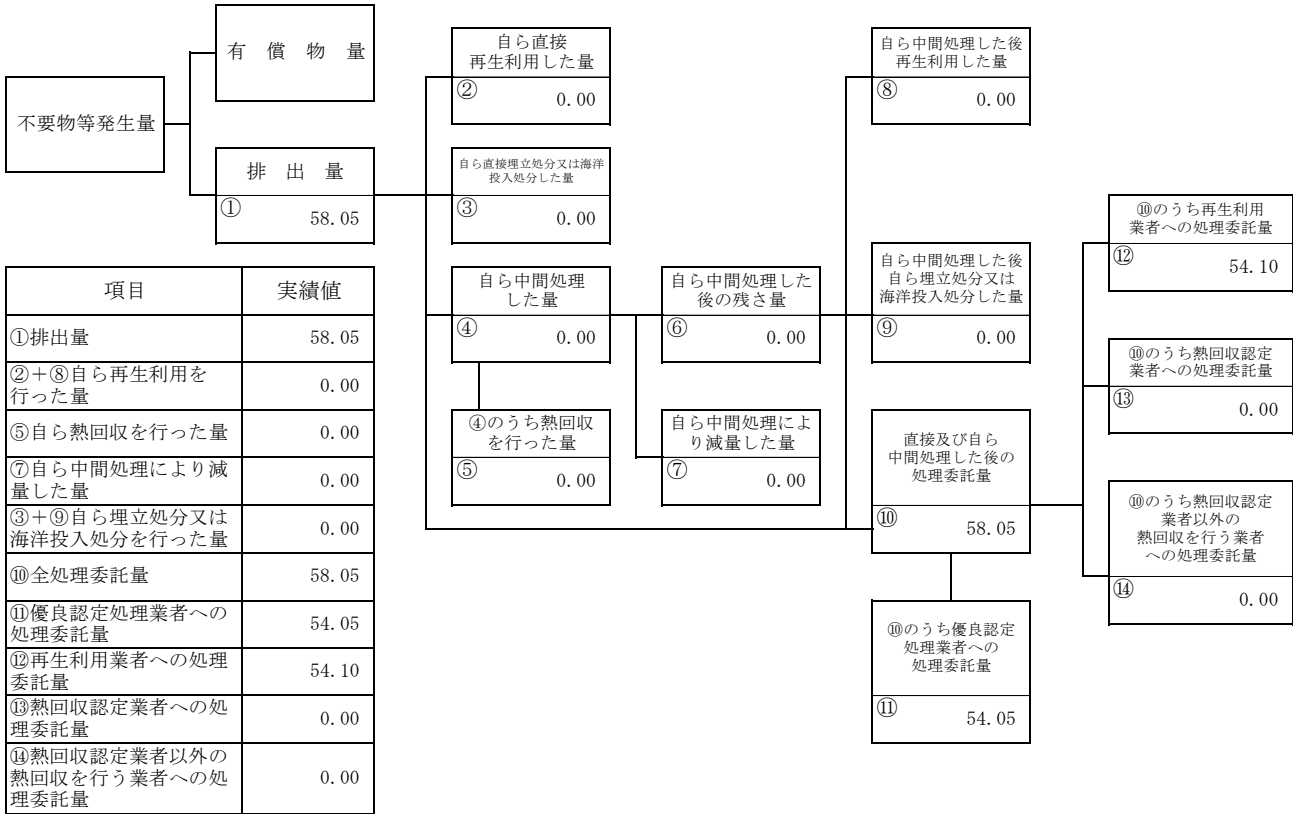 有　償　物　量
不要物等発生量
排　出　量
① 58.05
自ら直接
再生利用した量
② 0.00
自ら直接埋立処分又は海洋
投入処分した量
③ 0.00
自ら中間処理
した量
④ 0.00
④のうち熱回収
を行った量
⑤ 0.00
自ら中間処理した
後の残さ量
⑥ 0.00
自ら中間処理によ
り減量した量
⑦ 0.00
自ら中間処理した後
再生利用した量
⑧ 0.00
自ら中間処理した後
自ら埋立処分又は
海洋投入処分した量
⑨ 0.00
直接及び自ら
中間処理した後の
処理委託量
⑩ 58.05
⑩のうち優良認定
処理業者への
処理委託量
⑪ 54.05
⑩のうち再生利用
業者への処理委託量
⑫ 54.10
⑩のうち熱回収認定
業者への処理委託量
⑬ 0.00
⑩のうち熱回収認定
業者以外の
熱回収を行う業者
への処理委託量
⑭ 0.00
項目 実績値
①排出量 58.05
②＋⑧自ら再生利用を
行った量 0.00
⑤自ら熱回収を行った量 0.00
⑦自ら中間処理により減
量した量 0.00
③＋⑨自ら埋立処分又は
海洋投入処分を行った量 0.00
⑩全処理委託量 58.05
⑪優良認定処理業者への
処理委託量 54.05
⑫再生利用業者への処理
委託量 54.10
⑬熱回収認定業者への処
理委託量 0.00
⑭熱回収認定業者以外の
熱回収を行う業者への処
理委託量 0.00